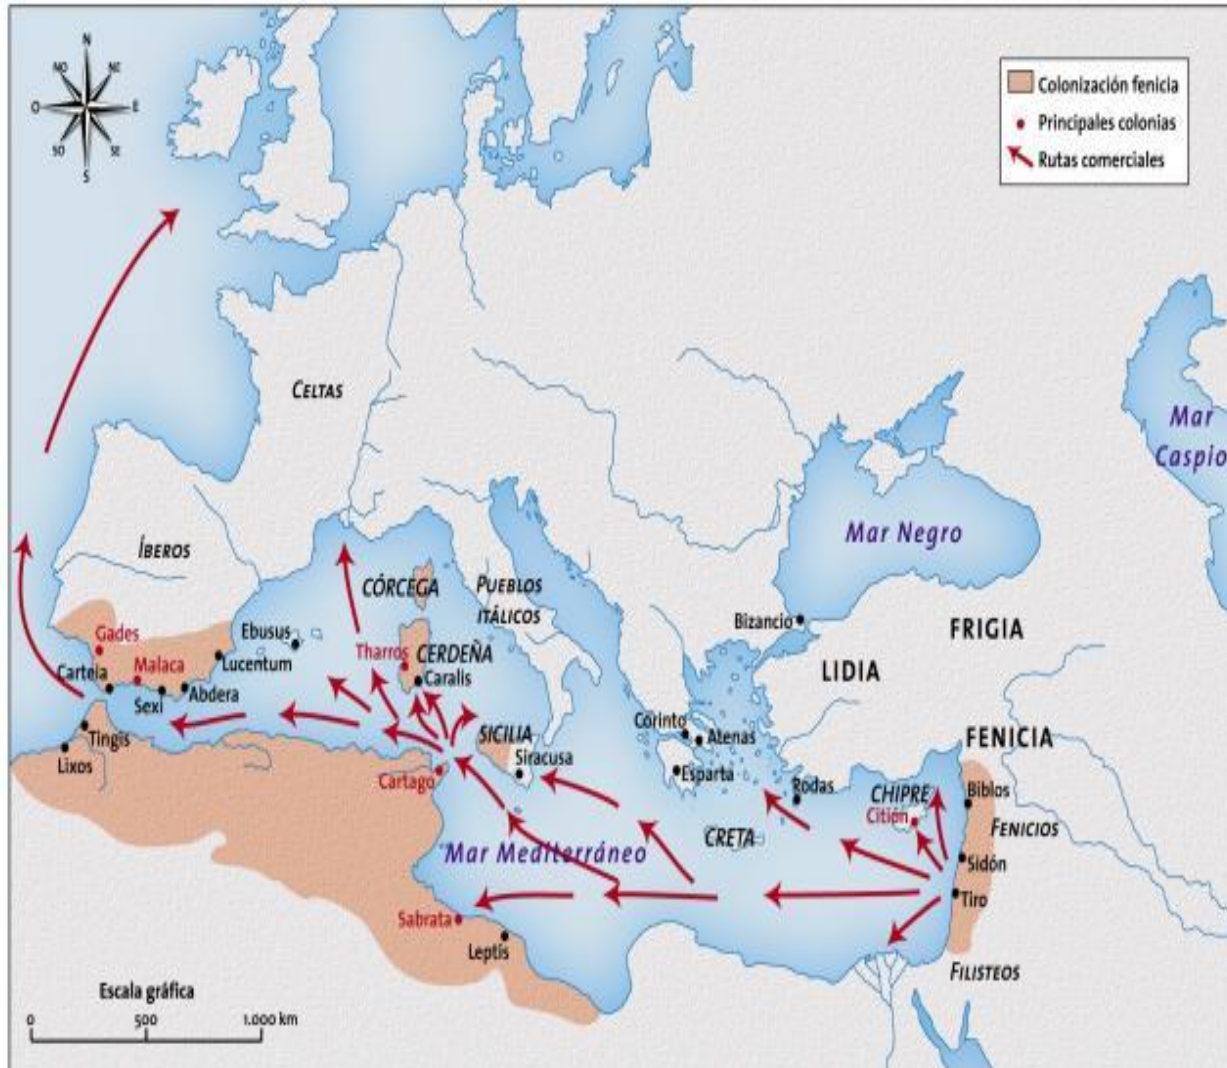 N
NO
NE
O
E
SO
SE
S
Colonización fenicia
Principales colonias
Rutas comerciales
CELTAS
Mar
Caspio
ÍBEROS
Mar Negro
CÓRCEGA
PUEBLOS
ITÁLICOS
Bizancio
FRIGIA
Gades
Ebusus
Tharros
CERDEÑA
LIDIA
Carteia
Malaca
Lucentum
Caralis
Sexi
Abdera
SICILIA
Corinto
Atenas
FENICIA
Tingis
Lixos
Siracusa
Cartago
Esparta
Rodas
CHIPRE
Biblos
Citión
FENICIOS
CRETA
Mar Mediterráneo
Sidón
Tiro
Sabrata
Leptis
FILISTEOS
Escala gráfica
0 500 1.000 km